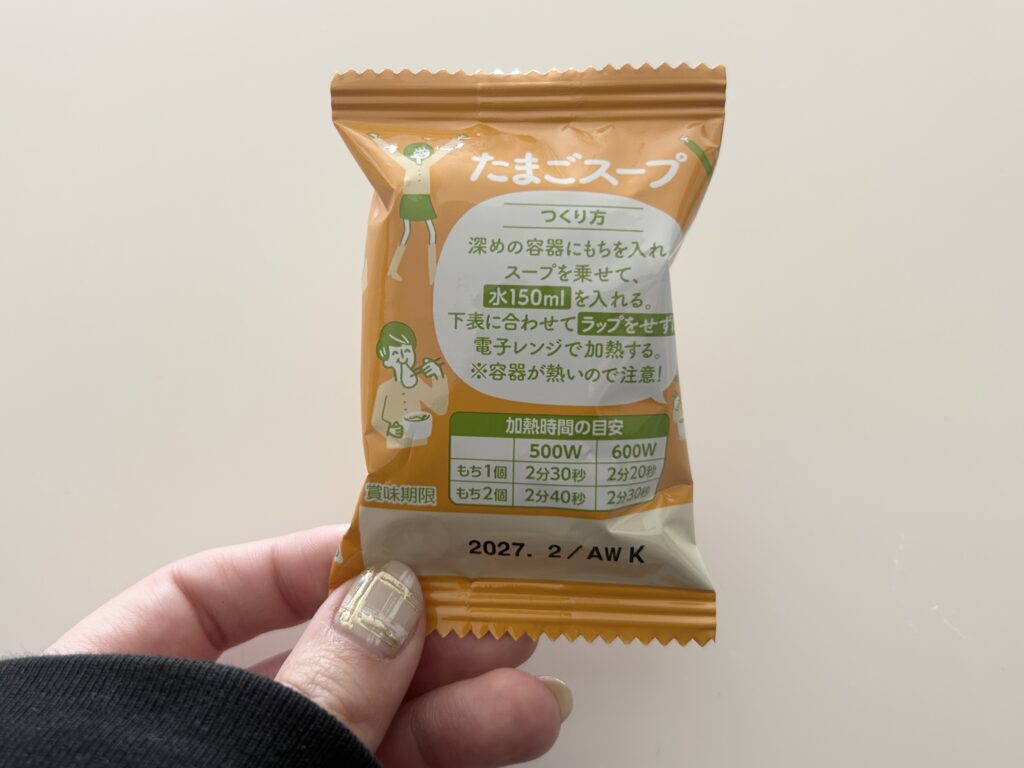 たまごスープ
つくり方
深めの容器にもちを入れ
スープを乗せて、
水150mlを入れる。
下表に合わせてラップをせず
電子レンジで加熱する。
※容器が熱いので注意!
加熱時間の目安
500W 600W
もち1個 2分30秒 2分20秒
もち2個 2分40秒 2分30秒
賞味期限
2027. 2/AW K